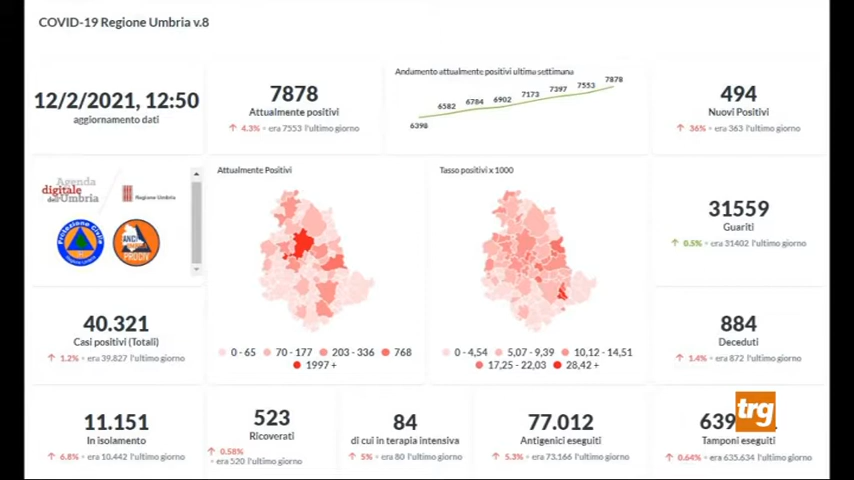 COVID-19 Regione Umbria v.8
12/2/2021, 12:50
aggiornamento dati
7878
Attualmente positivi
4.3% • era 7553 l'ultimo giorno
Andamento attualmente positivi ultima settimana
6398
6582
6784
6902
7173
7397
7553
7878
494
Nuovi Positivi
36% • era 363 l'ultimo giorno
Agenda
digitale
dell'Umbria
Regione Umbria
Protezione Civile
Regione Umbria
ANCI
PROCIV
Attualmente Positivi
0 - 65
70 - 177
203 - 336
768
1997 +
Tasso positivi x 1000
0 - 4,54
5,07 - 9,39
10,12 - 14,51
17,25 - 22,03
28,42 +
31559
Guariti
0.5% • era 31402 l'ultimo giorno
40.321
Casi positivi (Totali)
1.2% • era 39.827 l'ultimo giorno
884
Deceduti
1.4% • era 872 l'ultimo giorno
11.151
In isolamento
6.8% • era 10.442 l'ultimo giorno
523
Ricoverati
0.58%
• era 520 l'ultimo giorno
84
di cui in terapia intensiva
5% • era 80 l'ultimo giorno
77.012
Antigenici eseguiti
5.3% • era 73.166 l'ultimo giorno
639
trg
Tamponi eseguiti
0.64% • era 635.634 l'ultimo giorno